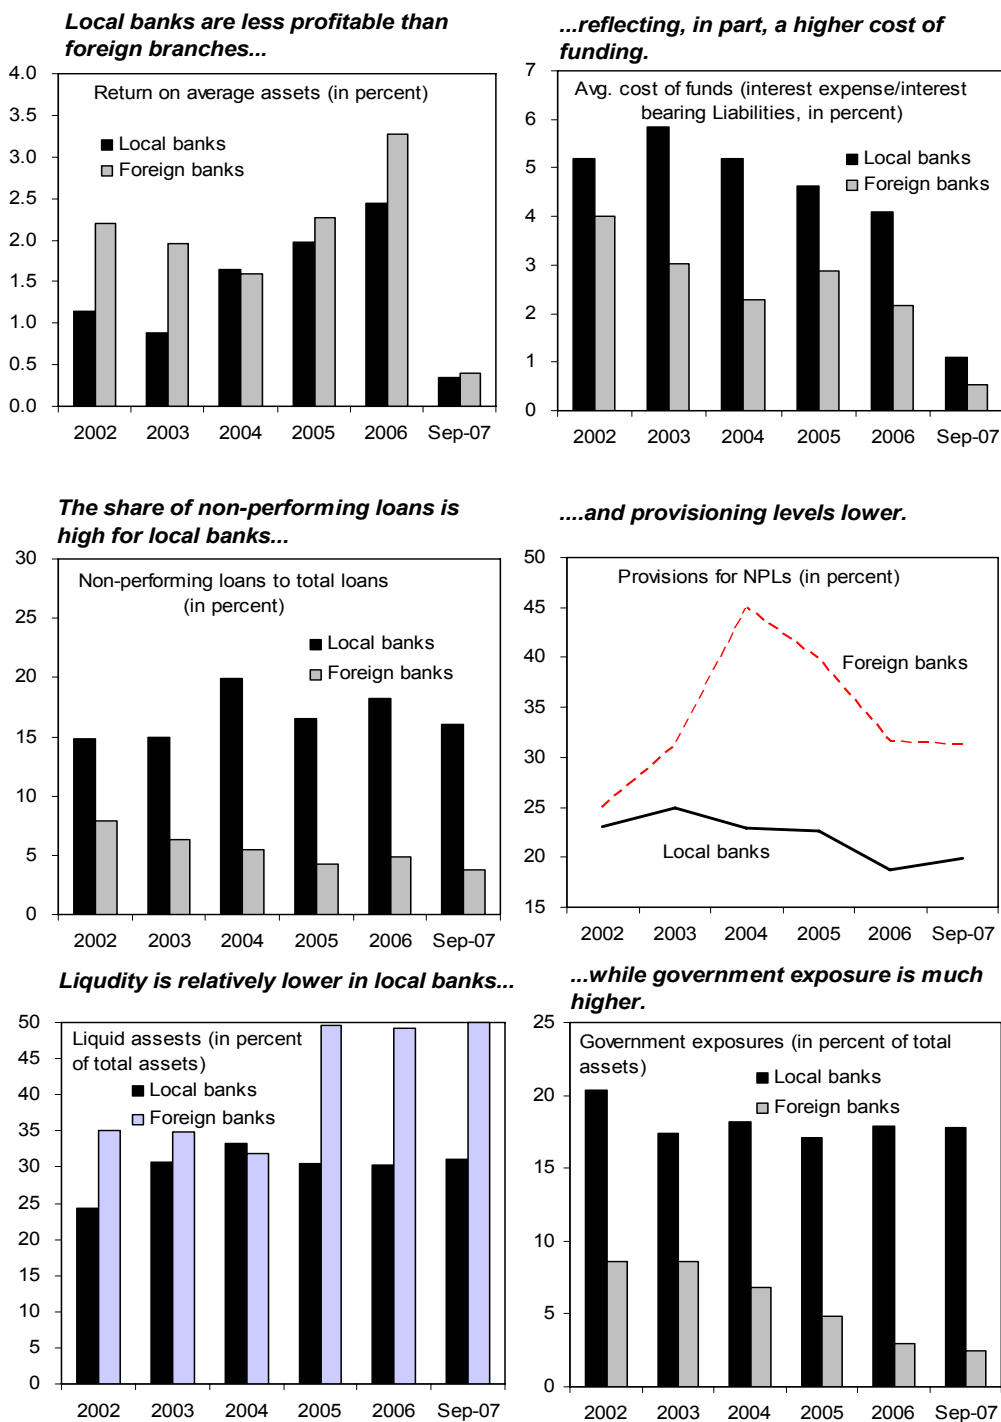 Local banks are less profitable than
foreign branches...
4.0
3.5
3.0
2.5
2.0
1.5
1.0
0.5
0.0
Return on average assets (in percent)
Local banks
Foreign banks
2002 2003 2004 2005 2006 Sep-07
...reflecting, in part, a higher cost of
funding.
7
6
5
4
3
2
1
0
Avg. cost of funds (interest expense/interest
bearing Liabilities, in percent)
Local banks
Foreign banks
2002 2003 2004 2005 2006 Sep-07
The share of non-performing loans is
high for local banks...
30
25
20
15
10
5
0
Non-performing loans to total loans
(in percent)
Local banks
Foreign banks
2002 2003 2004 2005 2006 Sep-07
....and provisioning levels lower.
50
45
40
35
30
25
20
15
Provisions for NPLs (in percent)
Foreign banks
Local banks
2002 2003 2004 2005 2006 Sep-07
Liqudity is relatively lower in local banks...
50
45
40
35
30
25
20
15
10
5
0
Liquid assests (in percent
of total assets)
Local banks
Foreign banks
2002 2003 2004 2005 2006 Sep-07
...while government exposure is much
higher.
25
20
15
10
5
0
Government exposures (in percent of total
assets)
Local banks
Foreign banks
2002 2003 2004 2005 2006 Sep-07